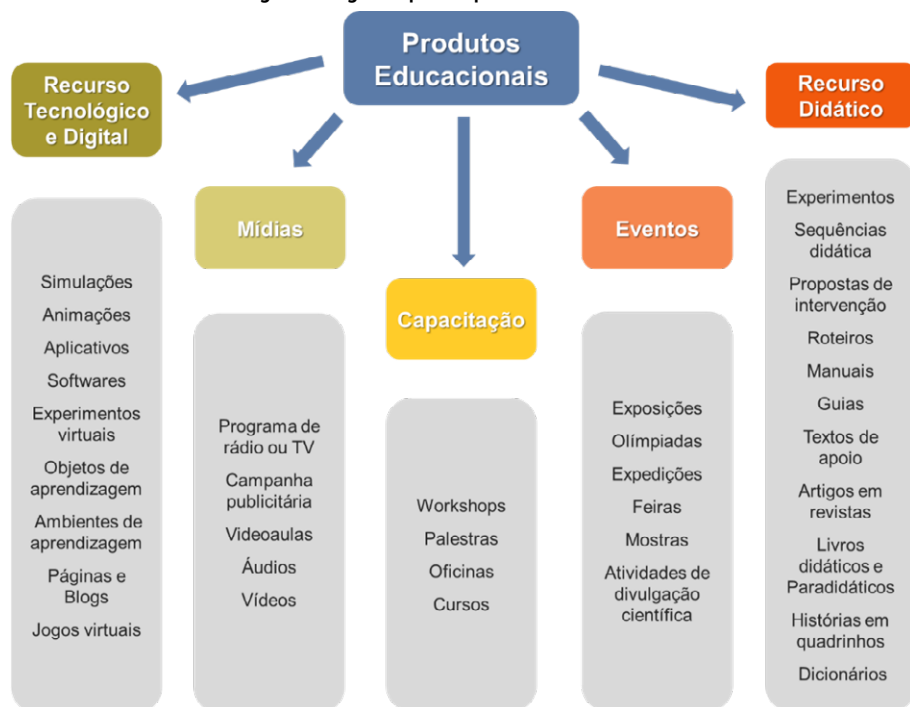 Produtos
Educacionais
Recurso
Tecnológico
e Digital
Simulações
Animações
Aplicativos
Softwares
Experimentos
virtuais
Objetos de
aprendizagem
Ambientes de
aprendizagem
Páginas e
Blogs
Jogos virtuais
Mídias
Programa de
rádio ou TV
Campanha
publicitária
Videoaulas
Áudios
Vídeos
Capacitação
Workshops
Palestras
Oficinas
Cursos
Eventos
Exposições
Olímpiadas
Expedições
Feiras
Mostras
Atividades de
divulgação
científica
Recurso
Didático
Experimentos
Sequências
didática
Propostas de
intervenção
Roteiros
Manuais
Guias
Textos de
apoio
Artigos em
revistas
Livros
didáticos e
Paradidáticos
Histórias em
quadrinhos
Dicionários